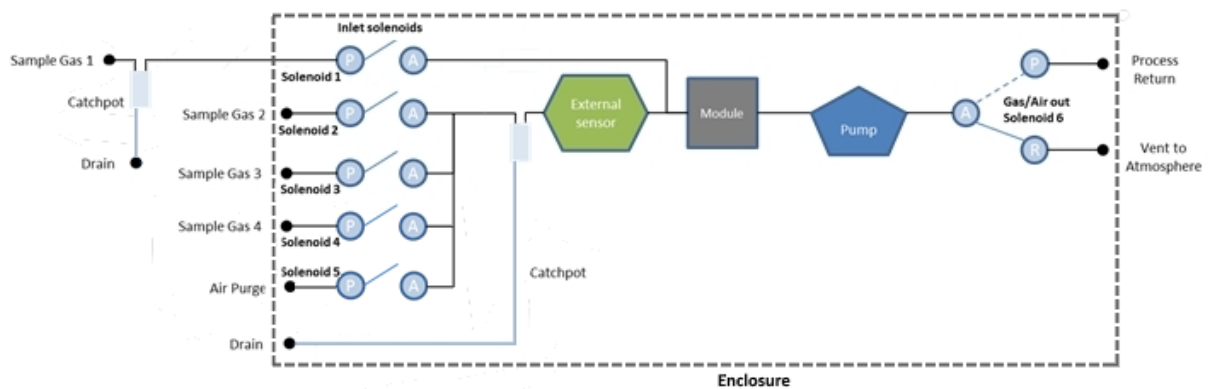 Inlet solenoids
Sample Gas 1
P
A
Solenoid 1
Catchpot
Sample Gas 2
P
A
Solenoid 2
Drain
Sample Gas 3
P
A
Solenoid 3
Sample Gas 4
P
A
Solenoid 4
Solenoid 5
Air Purge
P
A
Catchpot
Drain
External
sensor
Module
Pump
A
P
Process
Return
Gas/Air out
Solenoid 6
R
Vent to
Atmosphere
Enclosure